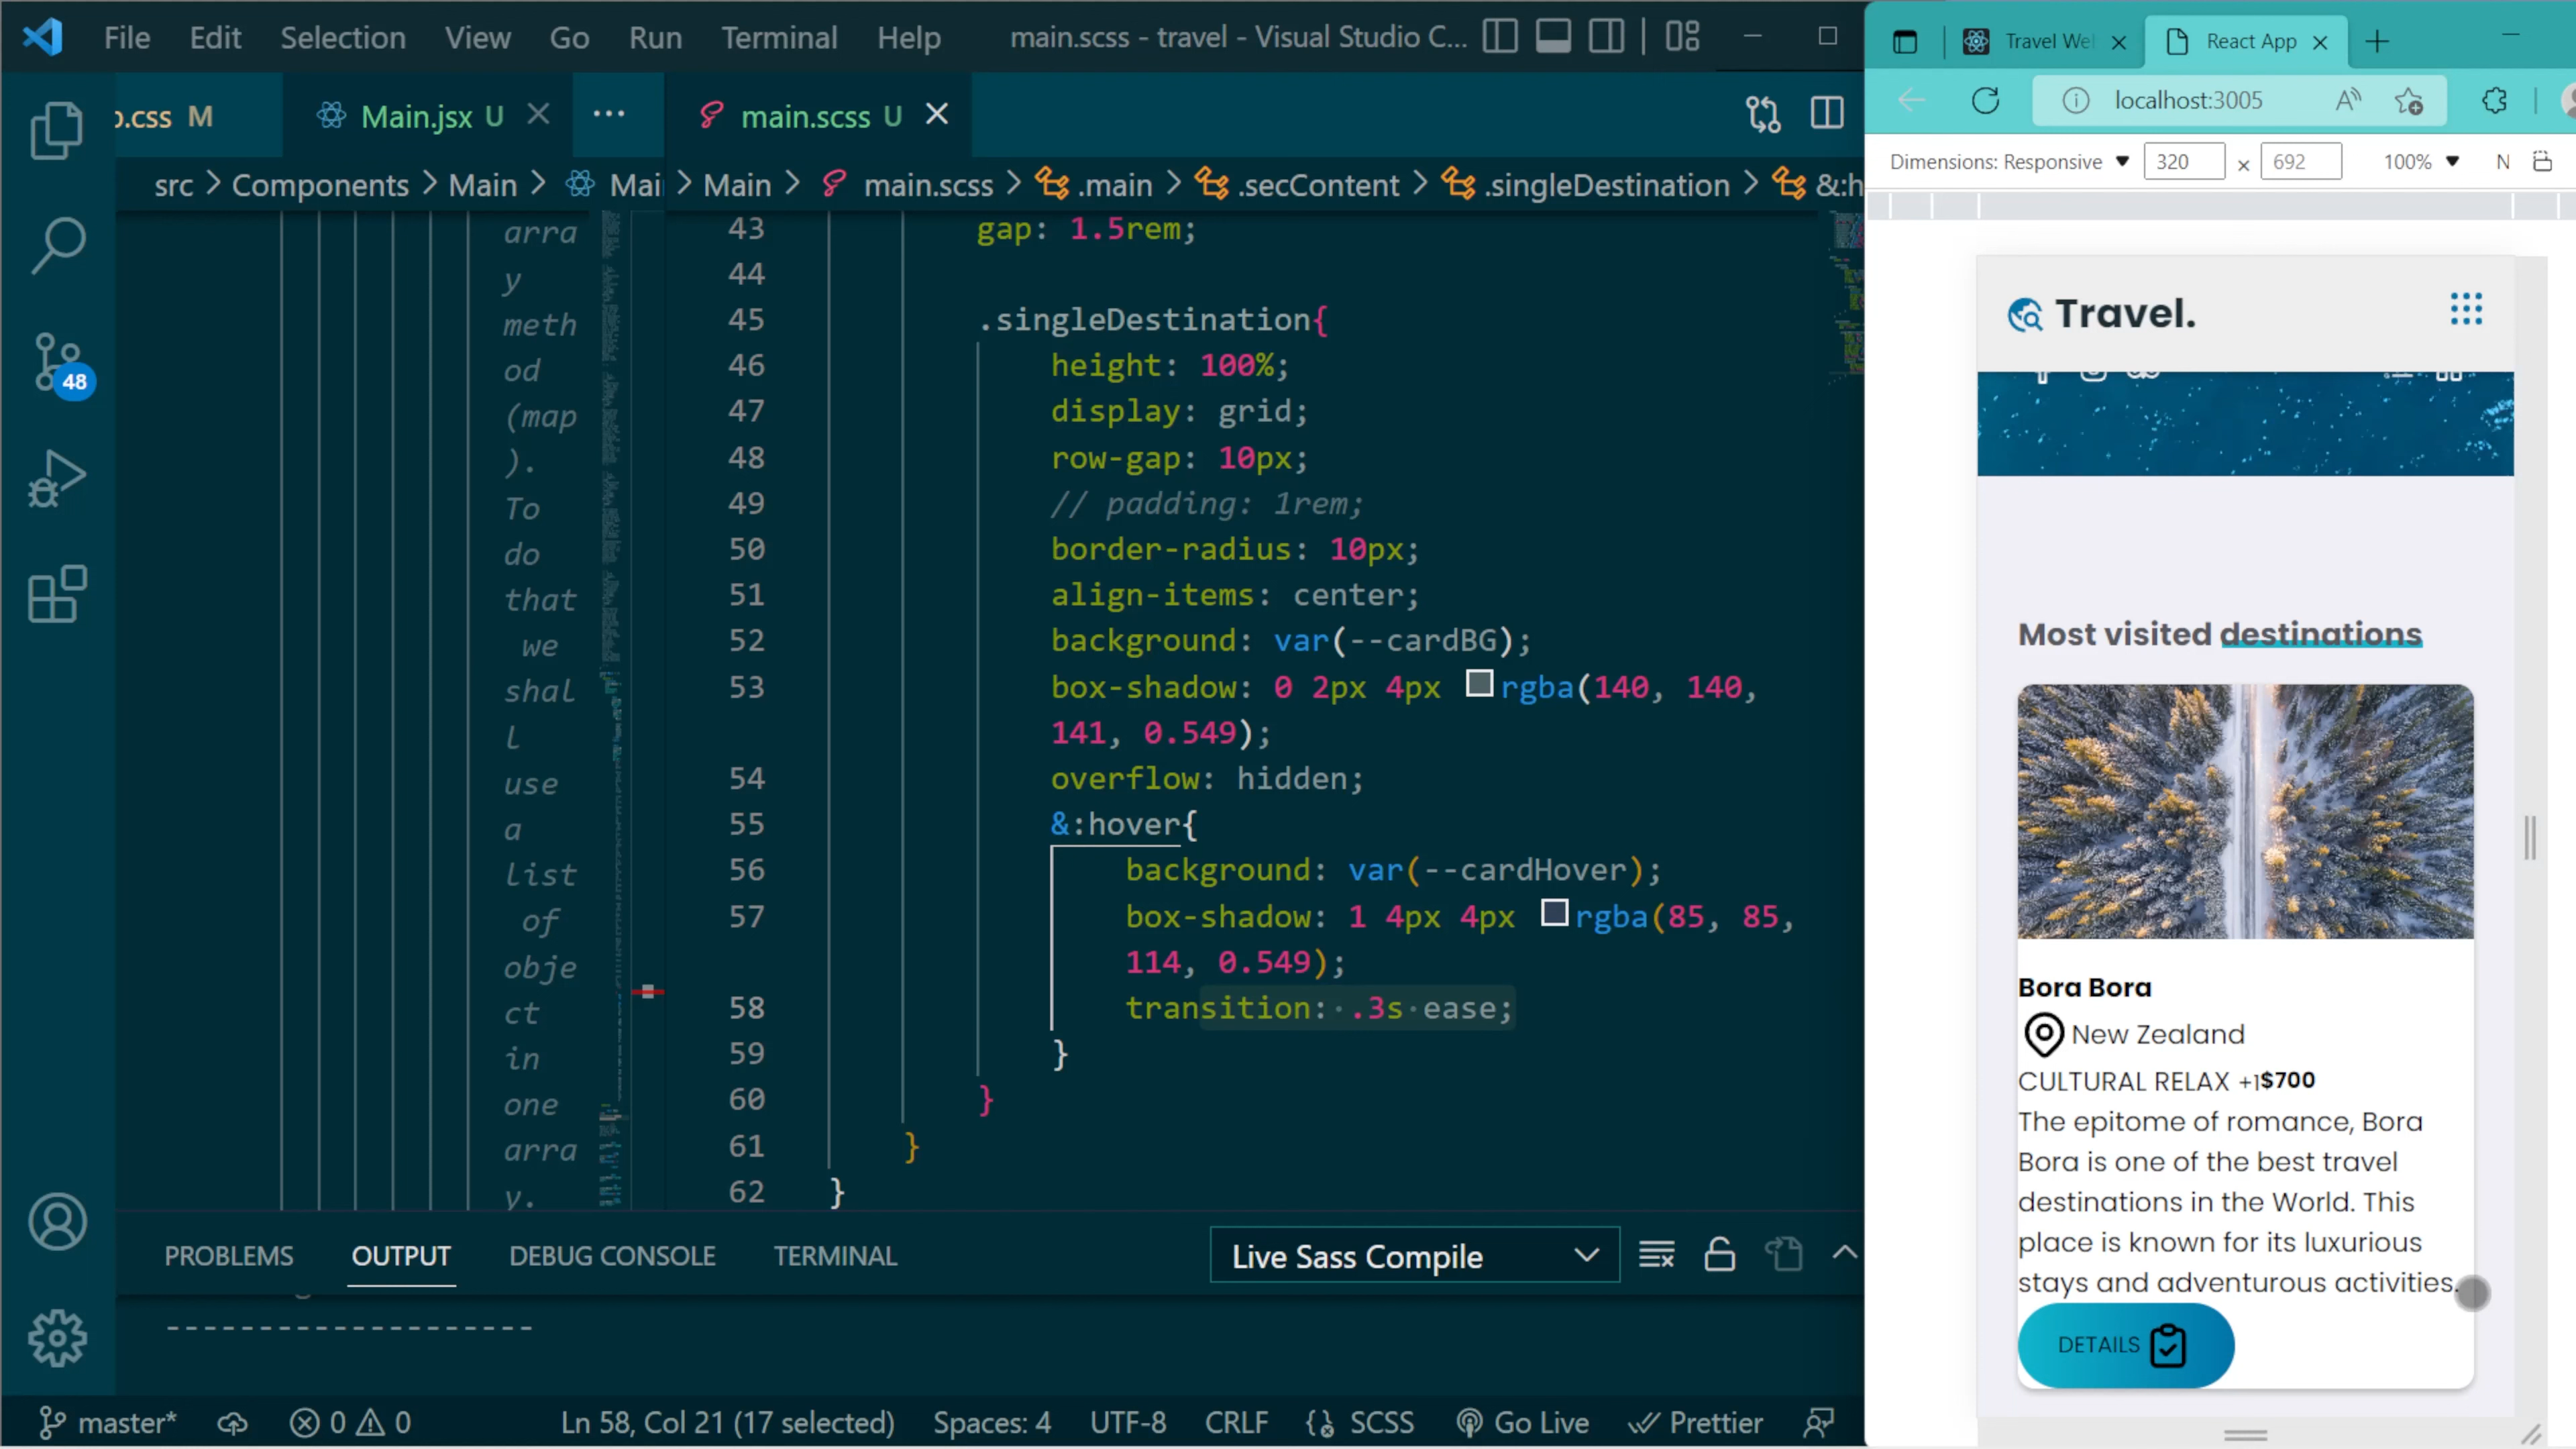 File Edit Selection View Go Run Terminal Help main.scss - travel - Visual Studio C...
p.css M Main.jsx U ... main.scss U
src > Components > Main > Mai > Main > main.scss > .main > .secContent > .singleDestination > &:h
arra
y
meth
od
(map
).
To
do
that
we
shal
l
use
a
list
of
obje
ct
in
one
arra
y.
43 gap: 1.5rem;
44
45 .singleDestination{
46 height: 100%;
47 display: grid;
48 row-gap: 10px;
49 // padding: 1rem;
50 border-radius: 10px;
51 align-items: center;
52 background: var(--cardBG);
53 box-shadow: 0 2px 4px rgba(140, 140,
141, 0.549);
54 overflow: hidden;
55 &:hover{
56 background: var(--cardHover);
57 box-shadow: 1 4px 4px rgba(85, 85,
114, 0.549);
58 transition: .3s ease;
59 }
60 }
61 }
62 }
48
PROBLEMS OUTPUT DEBUG CONSOLE TERMINAL Live Sass Compile
--------------------
master* 0 0 Ln 58, Col 21 (17 selected) Spaces: 4 UTF-8 CRLF SCSS Go Live Prettier
Travel We React App
localhost:3005
Dimensions: Responsive 320 × 692 100% N
Travel.
Most visited destinations
Bora Bora
New Zealand
CULTURAL RELAX +1$700
The epitome of romance, Bora
Bora is one of the best travel
destinations in the World. This
place is known for its luxurious
stays and adventurous activities.
DETAILS